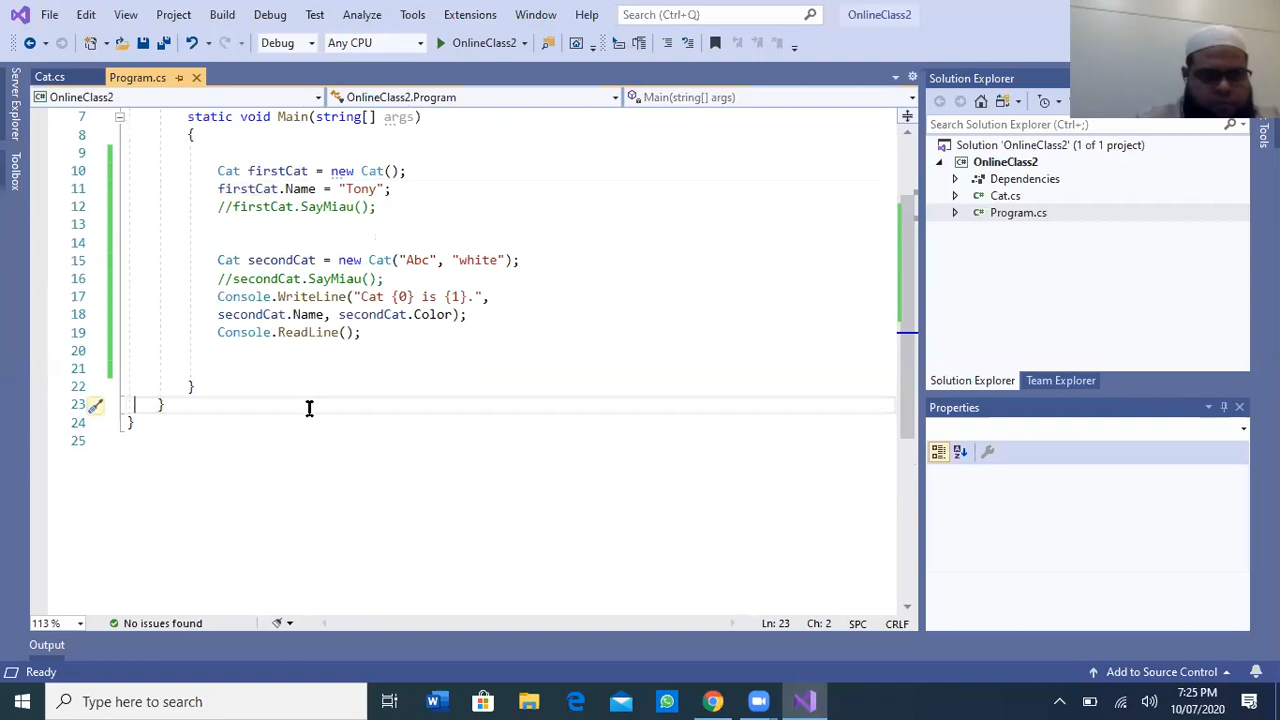 File Edit View Project Build Debug Test Analyze Tools Extensions Window Help Search (Ctrl+Q) OnlineClass2
Debug Any CPU OnlineClass2
Cat.cs Program.cs
OnlineClass2 OnlineClass2.Program Main(string[] args)
Server Explorer
Toolbox
7 static void Main(string[] args)
8 {
9
10 Cat firstCat = new Cat();
11 firstCat.Name = "Tony";
12 //firstCat.SayMiau();
13
14
15 Cat secondCat = new Cat("Abc", "white");
16 //secondCat.SayMiau();
17 Console.WriteLine("Cat {0} is {1}.",
18 secondCat.Name, secondCat.Color);
19 Console.ReadLine();
20
21
22 }
23 }
24 }
25
113 % No issues found Ln: 23 Ch: 2 SPC CRLF
Solution Explorer
Search Solution Explorer (Ctrl+;)
Solution 'OnlineClass2' (1 of 1 project)
OnlineClass2
Dependencies
C# Cat.cs
C# Program.cs
Solution Explorer Team Explorer
Properties
Output
Ready Add to Source Control
Type here to search
7:25 PM
10/07/2020